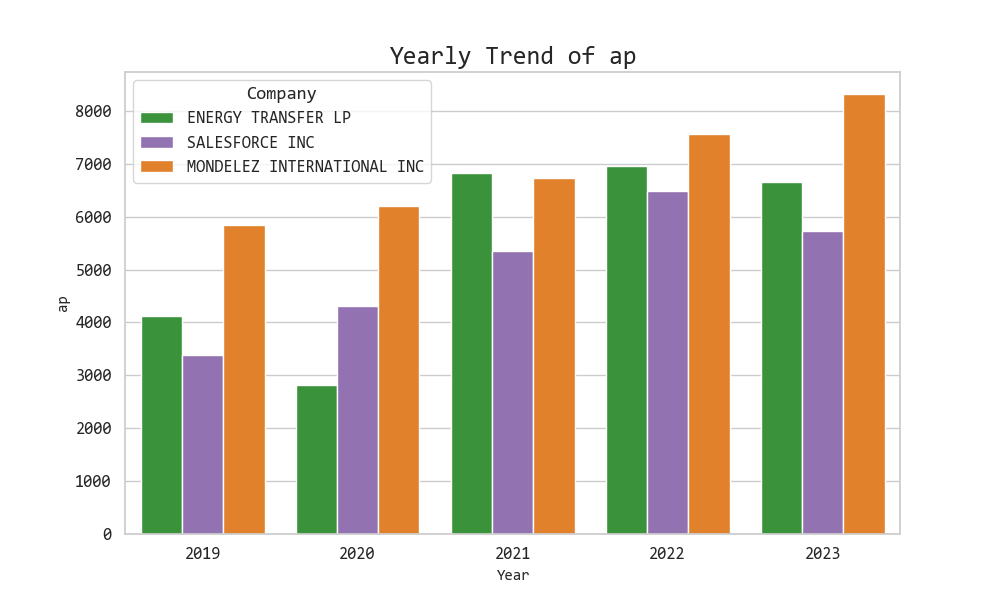 Yearly Trend of ap
Company
ENERGY TRANSFER LP
SALESFORCE INC
MONDELEZ INTERNATIONAL INC
8000
7000
6000
5000
4000
3000
2000
1000
0
ap
2019 2020 2021 2022 2023
Year